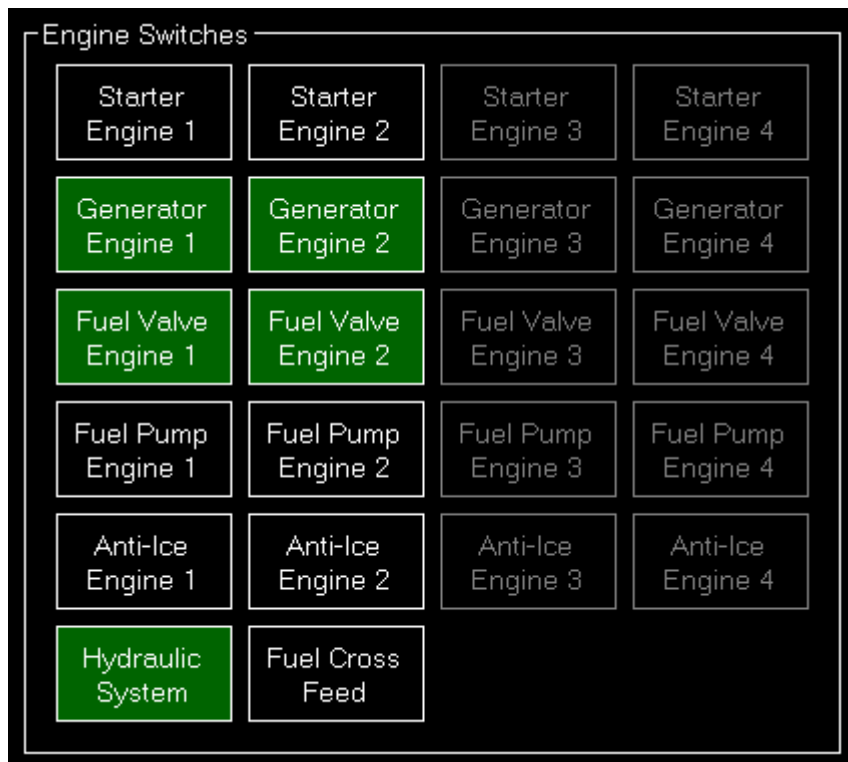 Engine Switches
Starter
Engine 1
Starter
Engine 2
Starter
Engine 3
Starter
Engine 4
Generator
Engine 1
Generator
Engine 2
Generator
Engine 3
Generator
Engine 4
Fuel Valve
Engine 1
Fuel Valve
Engine 2
Fuel Valve
Engine 3
Fuel Valve
Engine 4
Fuel Pump
Engine 1
Fuel Pump
Engine 2
Fuel Pump
Engine 3
Fuel Pump
Engine 4
Anti-Ice
Engine 1
Anti-Ice
Engine 2
Anti-Ice
Engine 3
Anti-Ice
Engine 4
Hydraulic
System
Fuel Cross
Feed